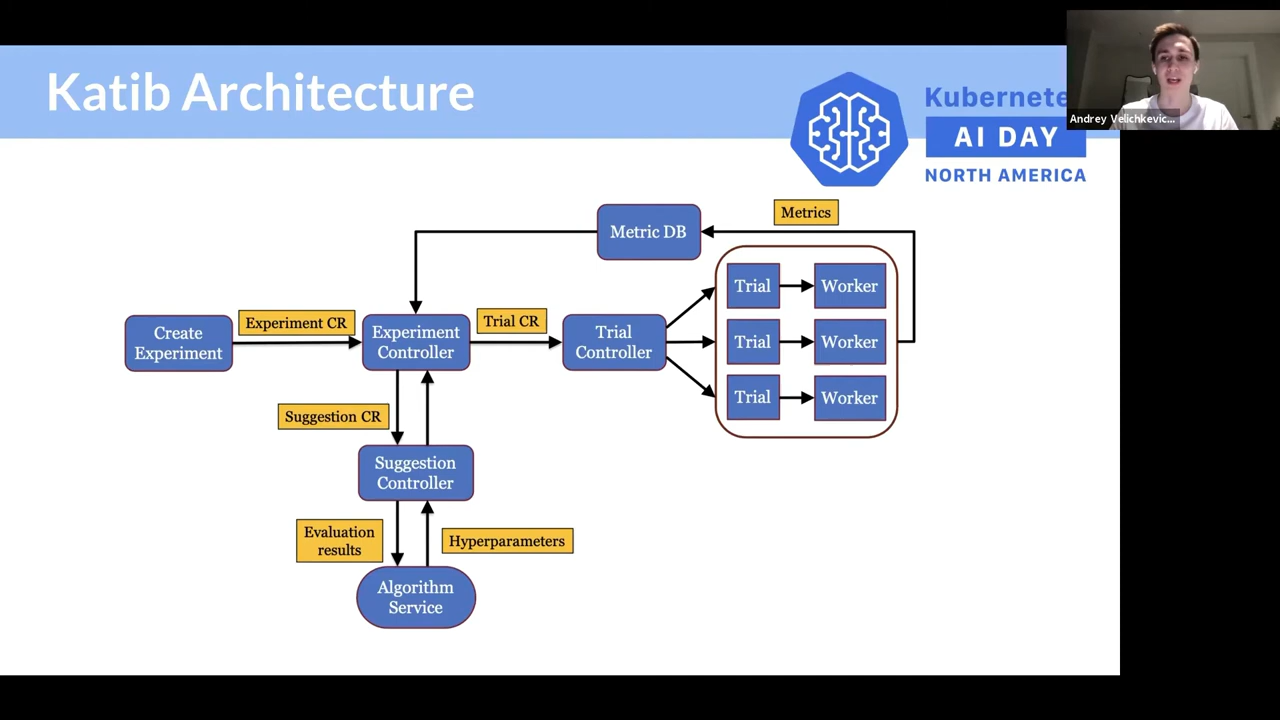 Katib Architecture
Kubernete
AI DAY
NORTH AMERICA
Andrey Velichkevic...
Metrics
Metric DB
Trial
Worker
Experiment CR
Trial CR
Create
Experiment
Experiment
Controller
Trial
Controller
Trial
Worker
Trial
Worker
Suggestion CR
Suggestion
Controller
Evaluation
results
Hyperparameters
Algorithm
Service